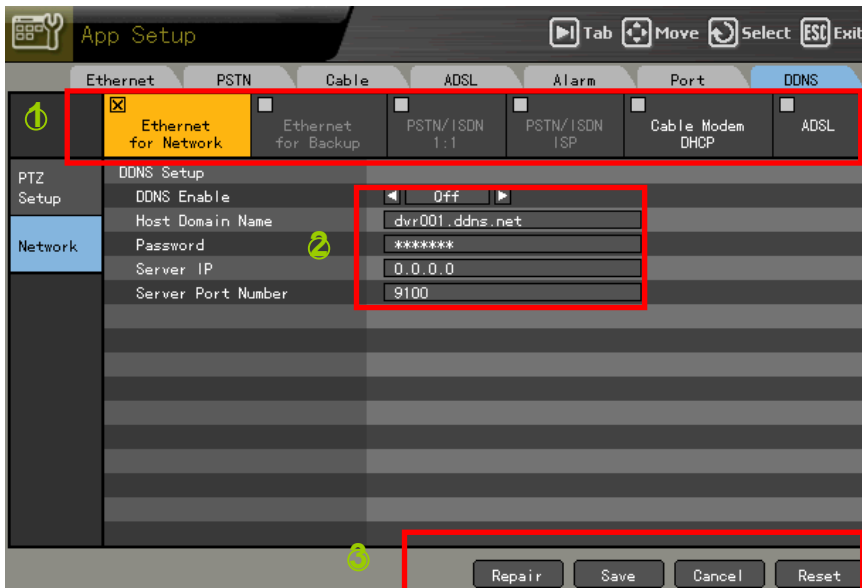 App Setup Tab Move Select ESC Exit
Ethernet PSTN Cable ADSL Alarm Port DDNS
1
Ethernet
for Network
Ethernet
for Backup
PSTN/ISDN
1:1
PSTN/ISDN
ISP
Cable Modem
DHCP
ADSL
PTZ
Setup
Network
DDNS Setup
DDNS Enable Off
Host Domain Name dvr001.ddns.net
2
Password *******
Server IP 0.0.0.0
Server Port Number 9100
3
Repair Save Cancel Reset